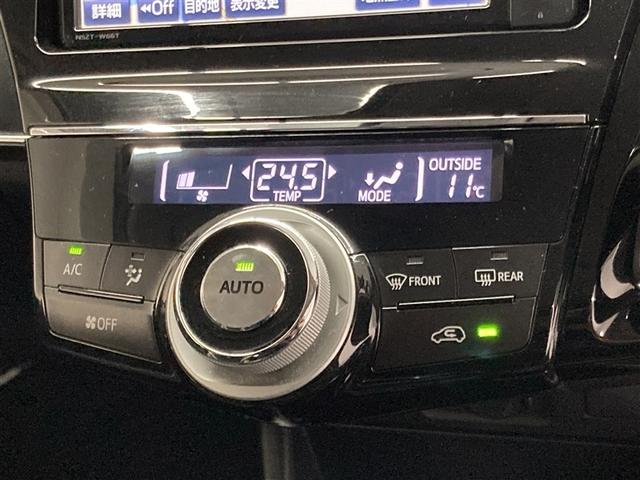 詳細 ◀◀Off 目的地 表示変更
NSZT-W66T
24.5 OUTSIDE
TEMP MODE 11℃
A/C AUTO FRONT REAR
OFF